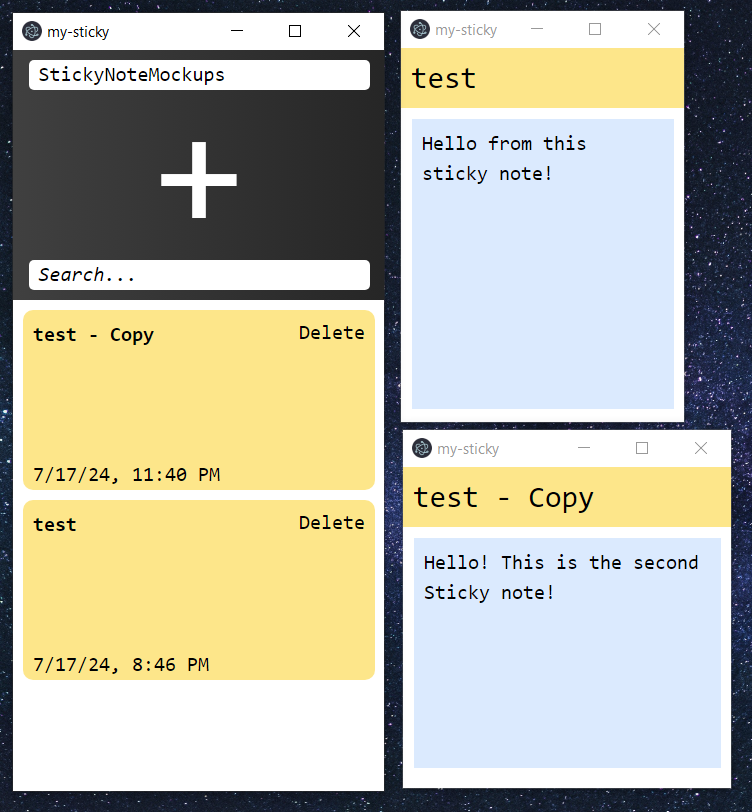 my-sticky
StickyNoteMockups
Search...
test - Copy
Delete
7/17/24, 11:40 PM
test
Delete
7/17/24, 8:46 PM
my-sticky
test
Hello from this
sticky note!
my-sticky
test - Copy
Hello! This is the second
Sticky note!